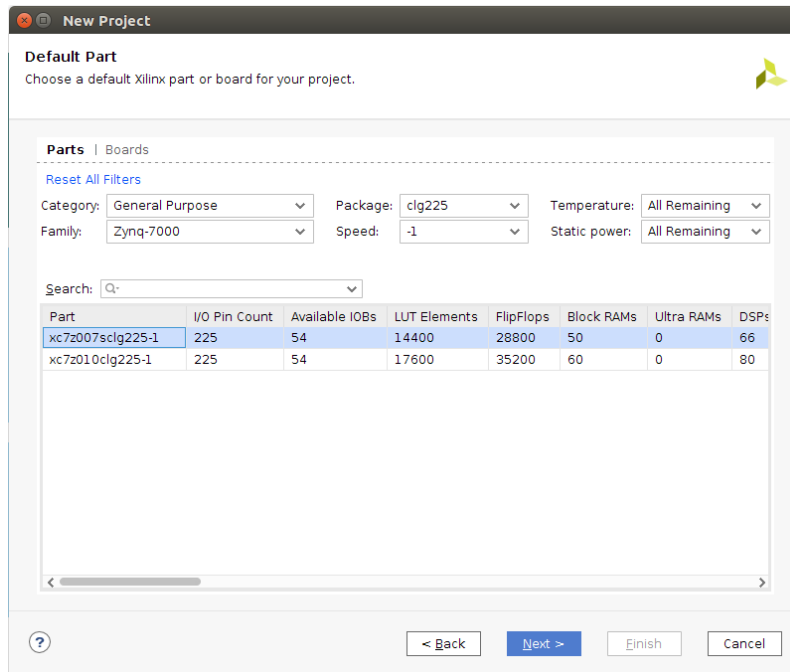 New Project
Default Part
Choose a default Xilinx part or board for your project.
Parts | Boards
Reset All Filters
Category: General Purpose Package: clg225 Temperature: All Remaining
Family: Zynq-7000 Speed: -1 Static power: All Remaining
Search: Q-
Part I/O Pin Count Available IOBs LUT Elements FlipFlops Block RAMs Ultra RAMs DSPs
xc7z007sclg225-1 225 54 14400 28800 50 0 66
xc7z010clg225-1 225 54 17600 35200 60 0 80
? < Back Next > Finish Cancel